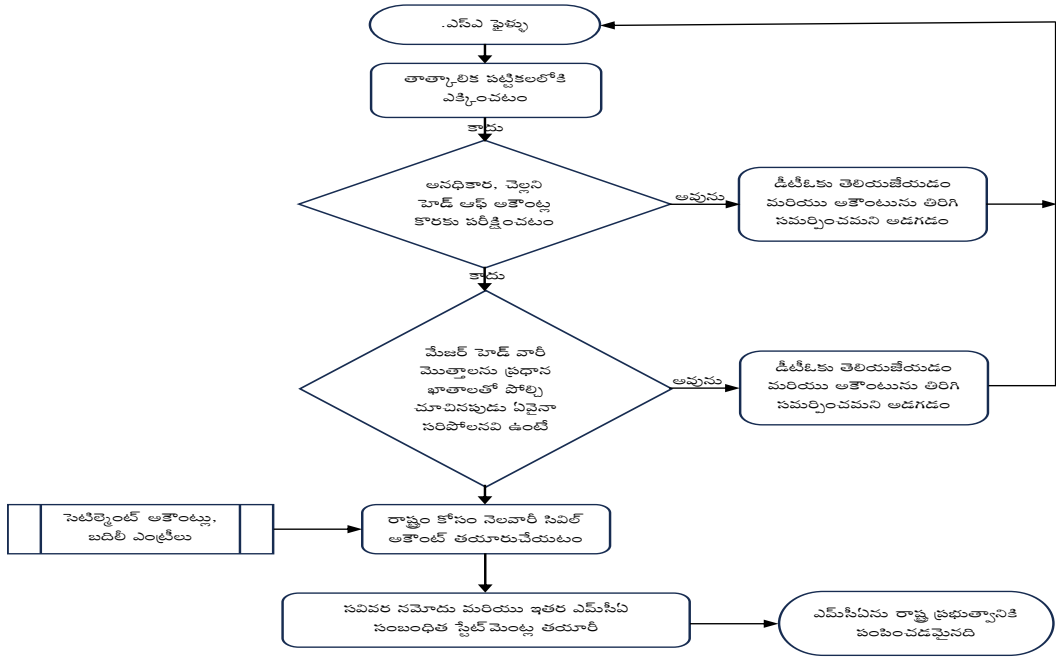 .ఎస్ఎ ఫైళ్ళు
తాత్కాలిక పట్టికలలోకి
ఎక్కించటం
కాదు
అనధికార, చెల్లని
హెడ్ ఆఫ్ అకౌంట్ల
కొరకు పరీక్షించటం
అవును
డీటీఓకు తెలియజేయడం
మరియు అకౌంటును తిరిగి
సమర్పించమని అడగడం
కాదు
మేజర్ హెడ్ వారీ
మొత్తాలను ప్రధాన
ఖాతాలతో పోల్చి
చూచినపుడు ఏవైనా
సరిపోలనవి ఉంటే
అవును
డీటీఓకు తెలియజేయడం
మరియు అకౌంటును తిరిగి
సమర్పించమని అడగడం
సెటిల్మెంట్ అకౌంట్లు,
బదిలీ ఎంట్రీలు
రాష్ట్రం కోసం నెలవారీ సివిల్
అకౌంట్ తయారుచేయటం
సవివర నమోదు మరియు ఇతర ఎమ్‌సీఏ
సంబంధిత స్టేట్‌మెంట్ల తయారీ
ఎమ్‌సీఏను రాష్ట్ర ప్రభుత్వానికి
పంపించడమైనది